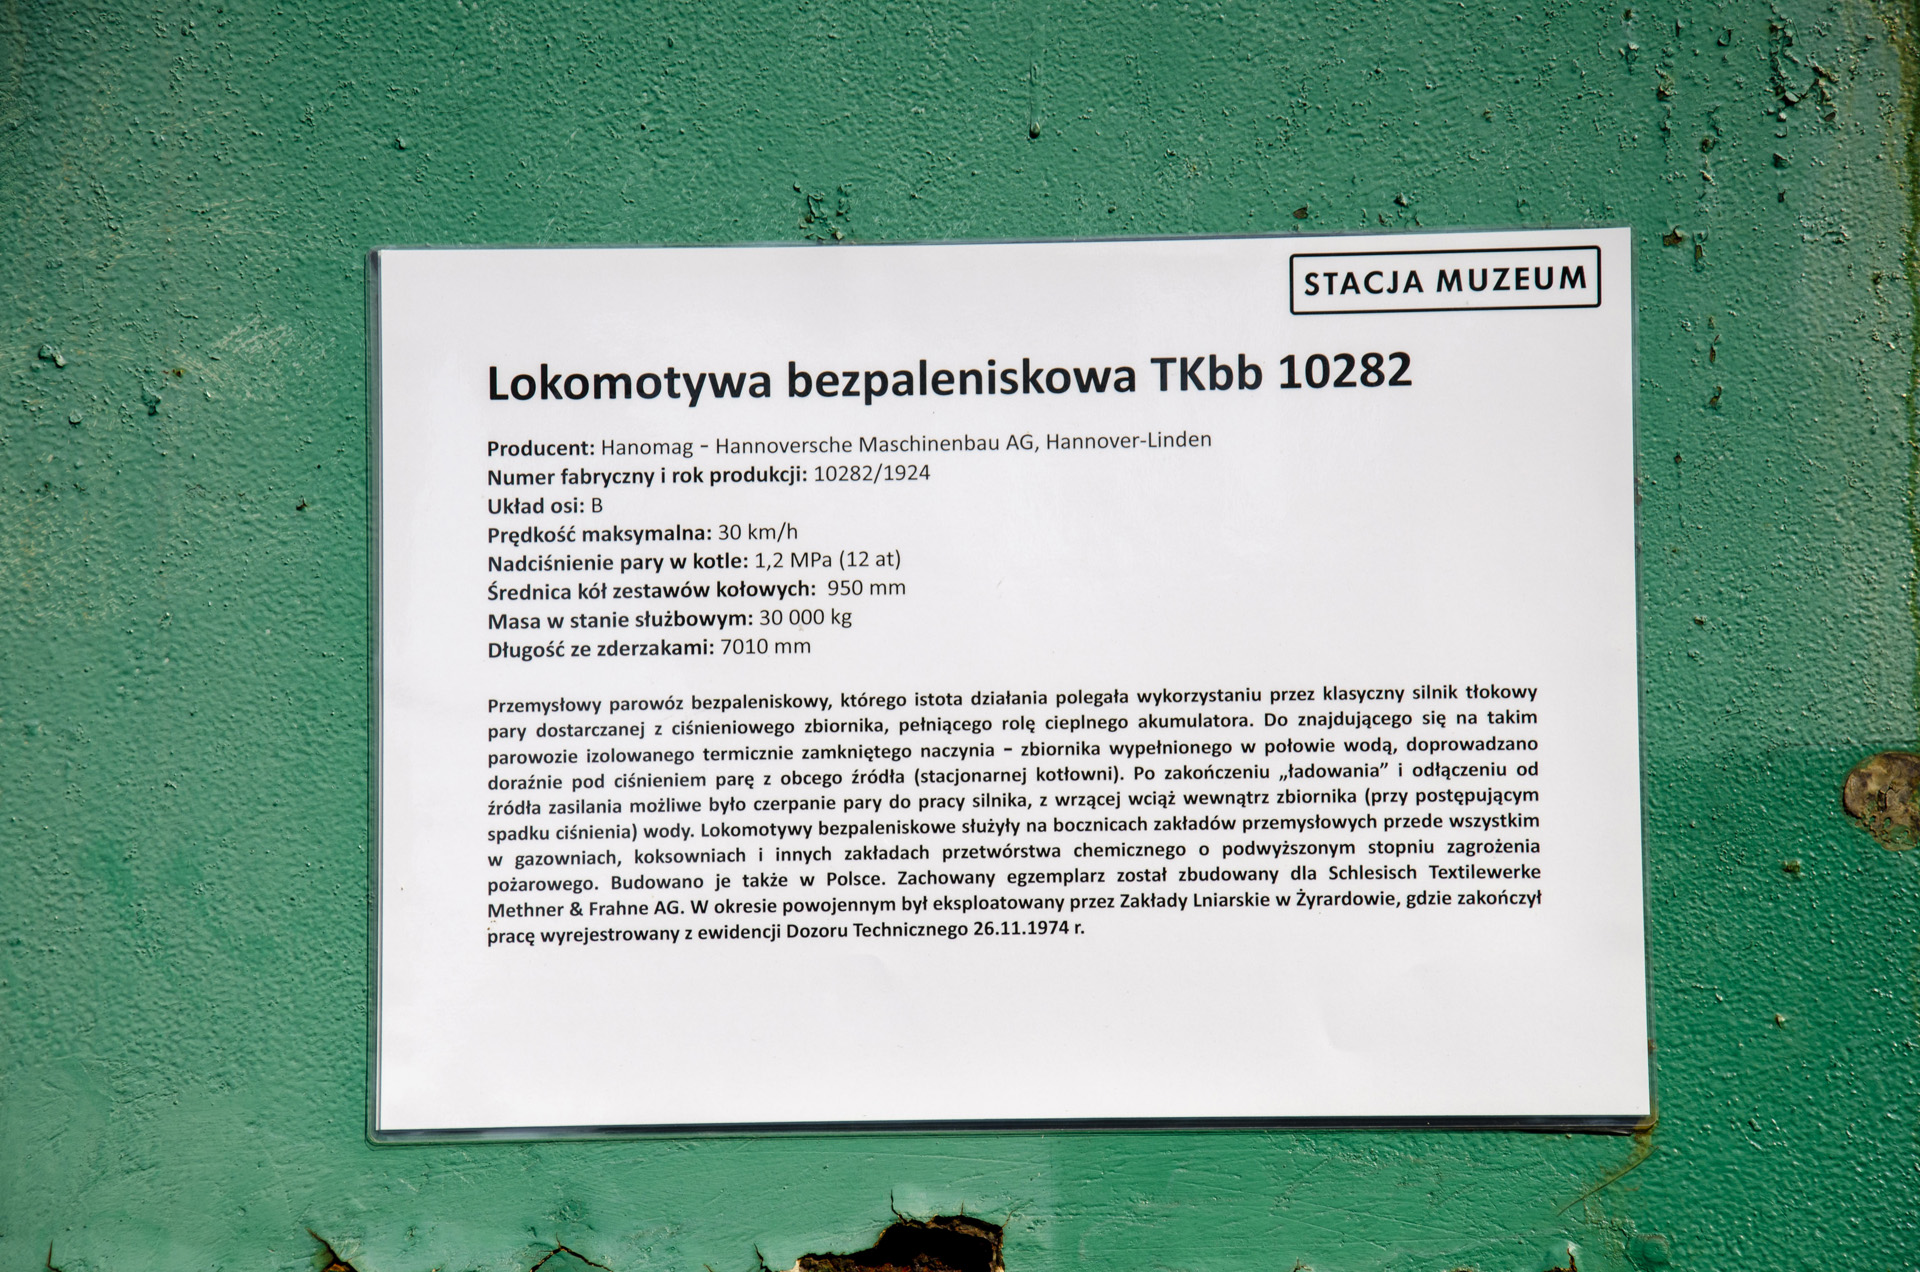 STACJA MUZEUM
Lokomotywa bezpaleniskowa TKbb 10282
Producent: Hanomag – Hannoversche Maschinenbau AG, Hannover-Linden
Numer fabryczny i rok produkcji: 10282/1924
Układ osi: B
Prędkość maksymalna: 30 km/h
Nadciśnienie pary w kotle: 1,2 MPa (12 at)
Średnica kół zestawów kołowych: 950 mm
Masa w stanie służbowym: 30 000 kg
Długość ze zderzakami: 7010 mm
Przemysłowy parowóz bezpaleniskowy, którego istota działania polegała wykorzystaniu przez klasyczny silnik tłokowy
pary dostarczanej z ciśnieniowego zbiornika, pełniącego rolę cieplnego akumulatora. Do znajdującego się na takim
parowozie izolowanego termicznie zamkniętego naczynia – zbiornika wypełnionego w połowie wodą, doprowadzano
doraźnie pod ciśnieniem parę z obcego źródła (stacjonarnej kotłowni). Po zakończeniu „ładowania” i odłączeniu od
źródła zasilania możliwe było czerpanie pary do pracy silnika, z wrzącej wciąż wewnątrz zbiornika (przy postępującym
spadku ciśnienia) wody. Lokomotywy bezpaleniskowe służyły na bocznicach zakładów przemysłowych przede wszystkim
w gazowniach, koksowniach i innych zakładach przetwórstwa chemicznego o podwyższonym stopniu zagrożenia
pożarowego. Budowano je także w Polsce. Zachowany egzemplarz został zbudowany dla Schlesisch Textilewerke
Methner & Frahne AG. W okresie powojennym był eksploatowany przez Zakłady Lniarskie w Żyrardowie, gdzie zakończył
pracę wyrejestrowany z ewidencji Dozoru Technicznego 26.11.1974 r.